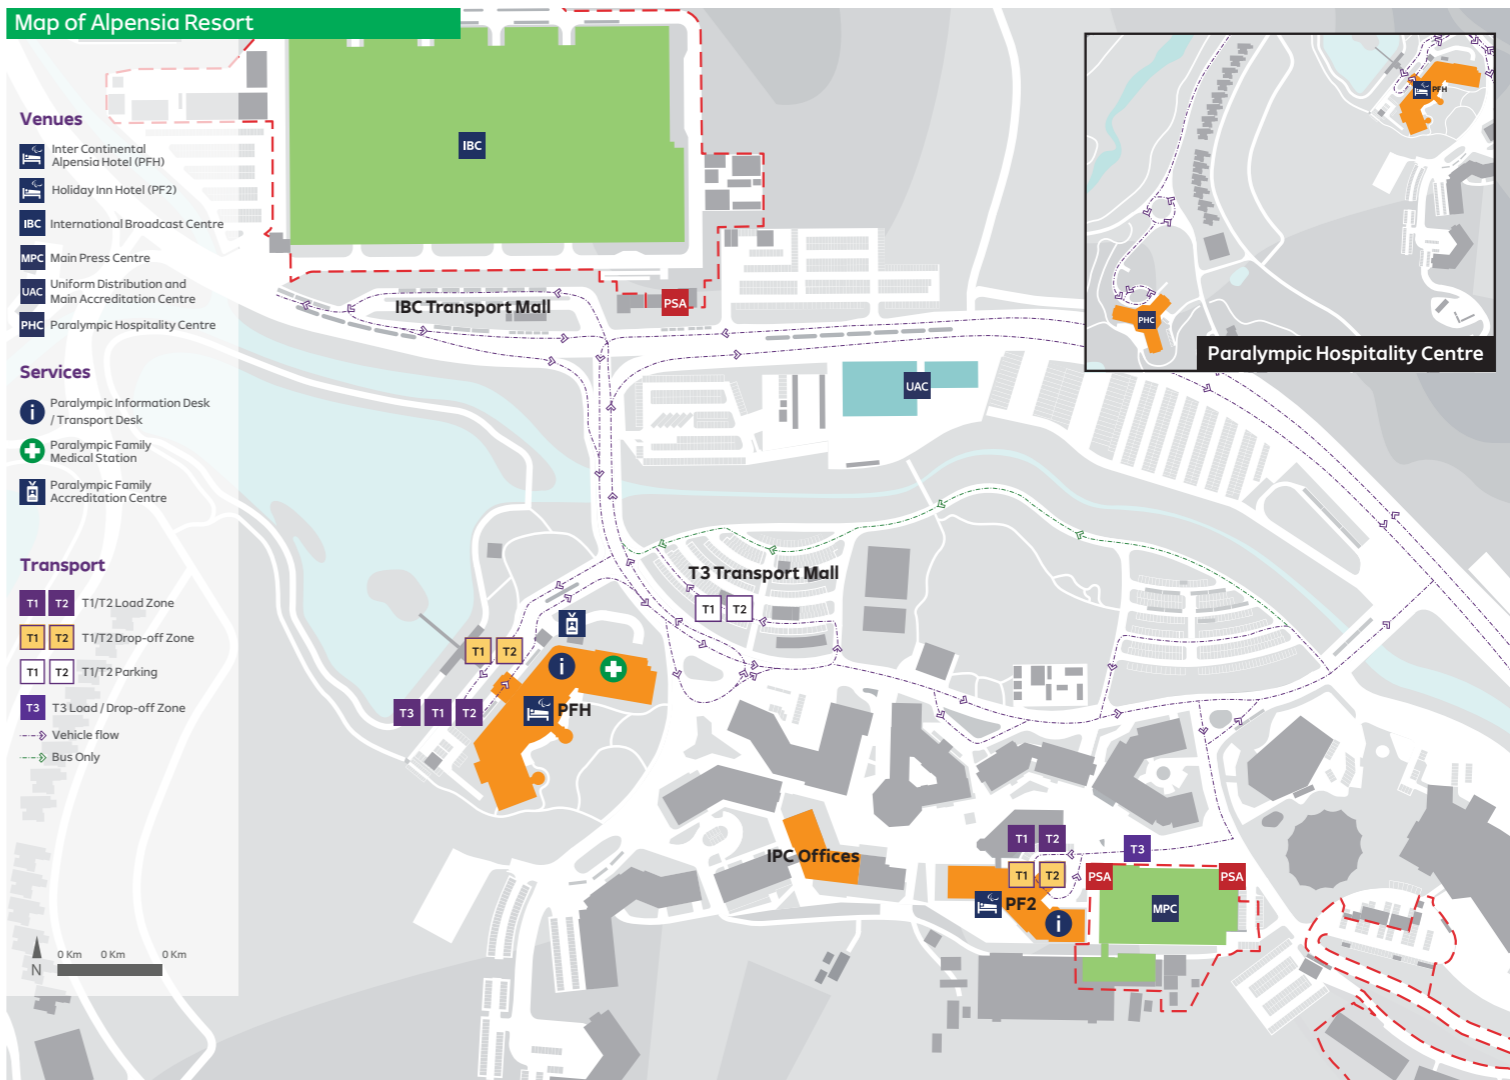 Map of Alpensia Resort
Venues
Inter Continental
Alpensia Hotel (PFH)
Holiday Inn Hotel (PF2)
IBC International Broadcast Centre
MPC Main Press Centre
UAC Uniform Distribution and
Main Accreditation Centre
PHC Paralympic Hospitality Centre
Services
i Paralympic Information Desk
/ Transport Desk
Paralympic Family
Medical Station
Paralympic Family
Accreditation Centre
Transport
T1 T2 T1/T2 Load Zone
T1 T2 T1/T2 Drop-off Zone
T1 T2 T1/T2 Parking
T3 T3 Load / Drop-off Zone
Vehicle flow
Bus Only
N
0 Km 0 Km 0 Km
IBC
PSA
IBC Transport Mall
UAC
PFH
PHC
Paralympic Hospitality Centre
T3 Transport Mall
T1 T2
T1 T2
i
T3 T1 T2
PFH
IPC Offices
T1 T2
T3
T1 T2
PSA
PSA
PF2
MPC
i